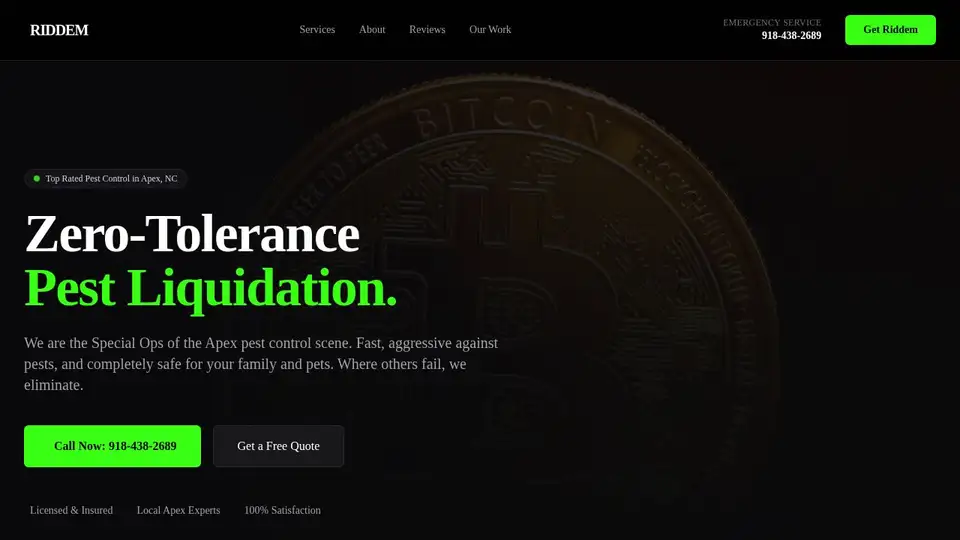 RIDDEM
Services
About
Reviews
Our Work
EMERGENCY SERVICE
918-438-2689
Get Riddem
BITCOIN
Top Rated Pest Control in Apex, NC
Zero-Tolerance
Pest Liquidation.
We are the Special Ops of the Apex pest control scene. Fast, aggressive against
pests, and completely safe for your family and pets. Where others fail, we
eliminate.
Call Now: 918-438-2689
Get a Free Quote
Licensed & Insured
Local Apex Experts
100% Satisfaction